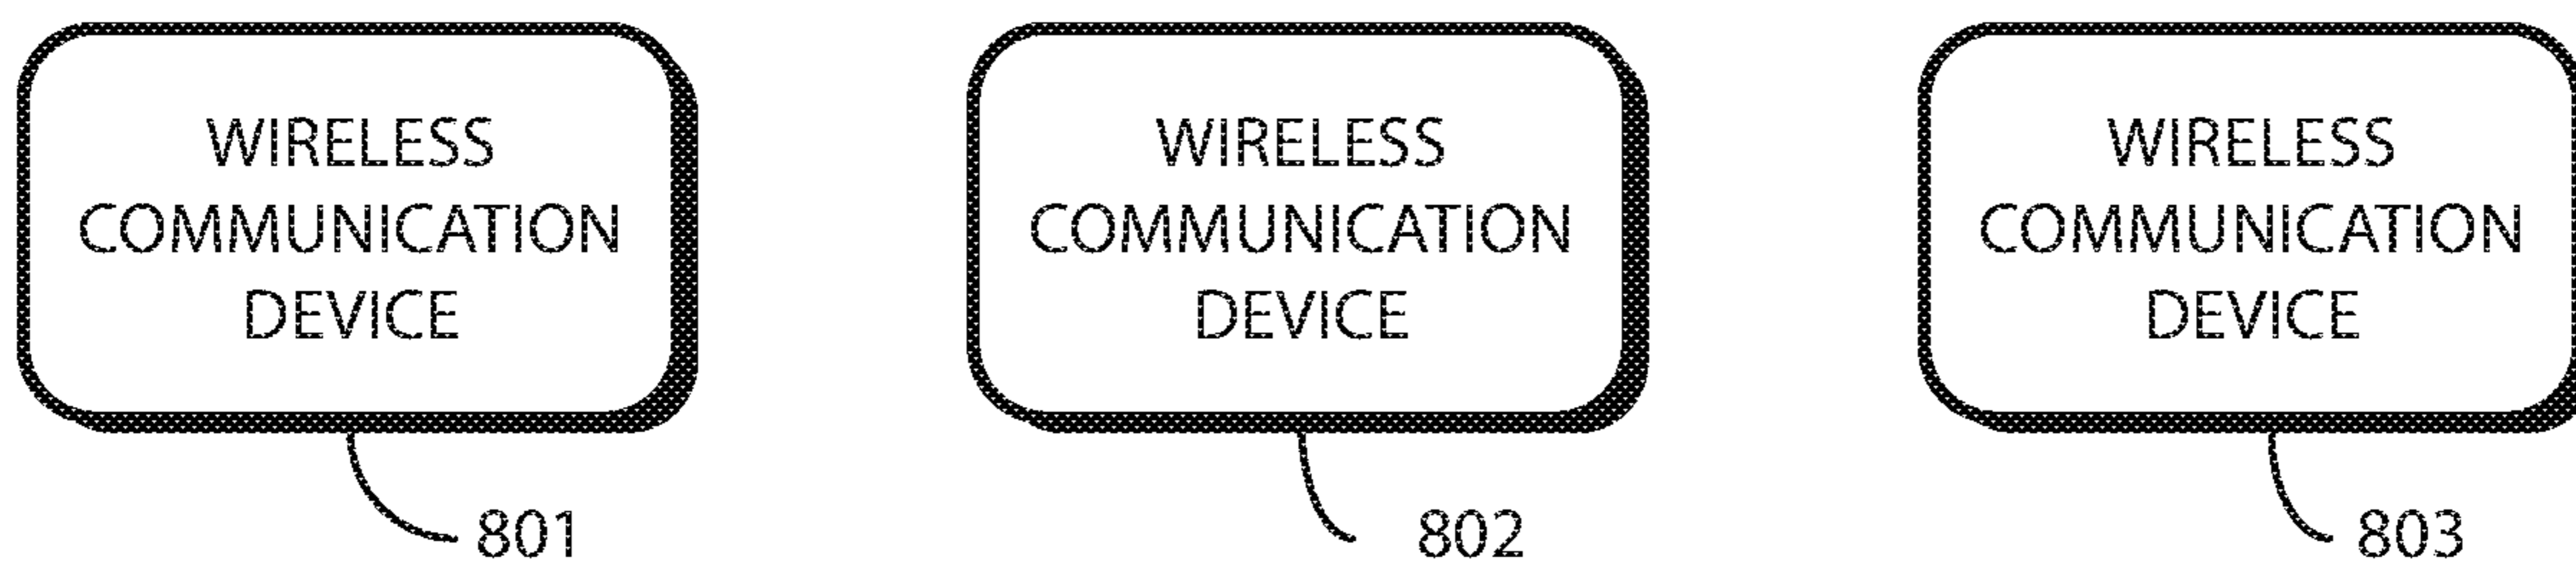 WIRELESS
COMMUNICATION
DEVICE
801
WIRELESS
COMMUNICATION
DEVICE
802
WIRELESS
COMMUNICATION
DEVICE
803